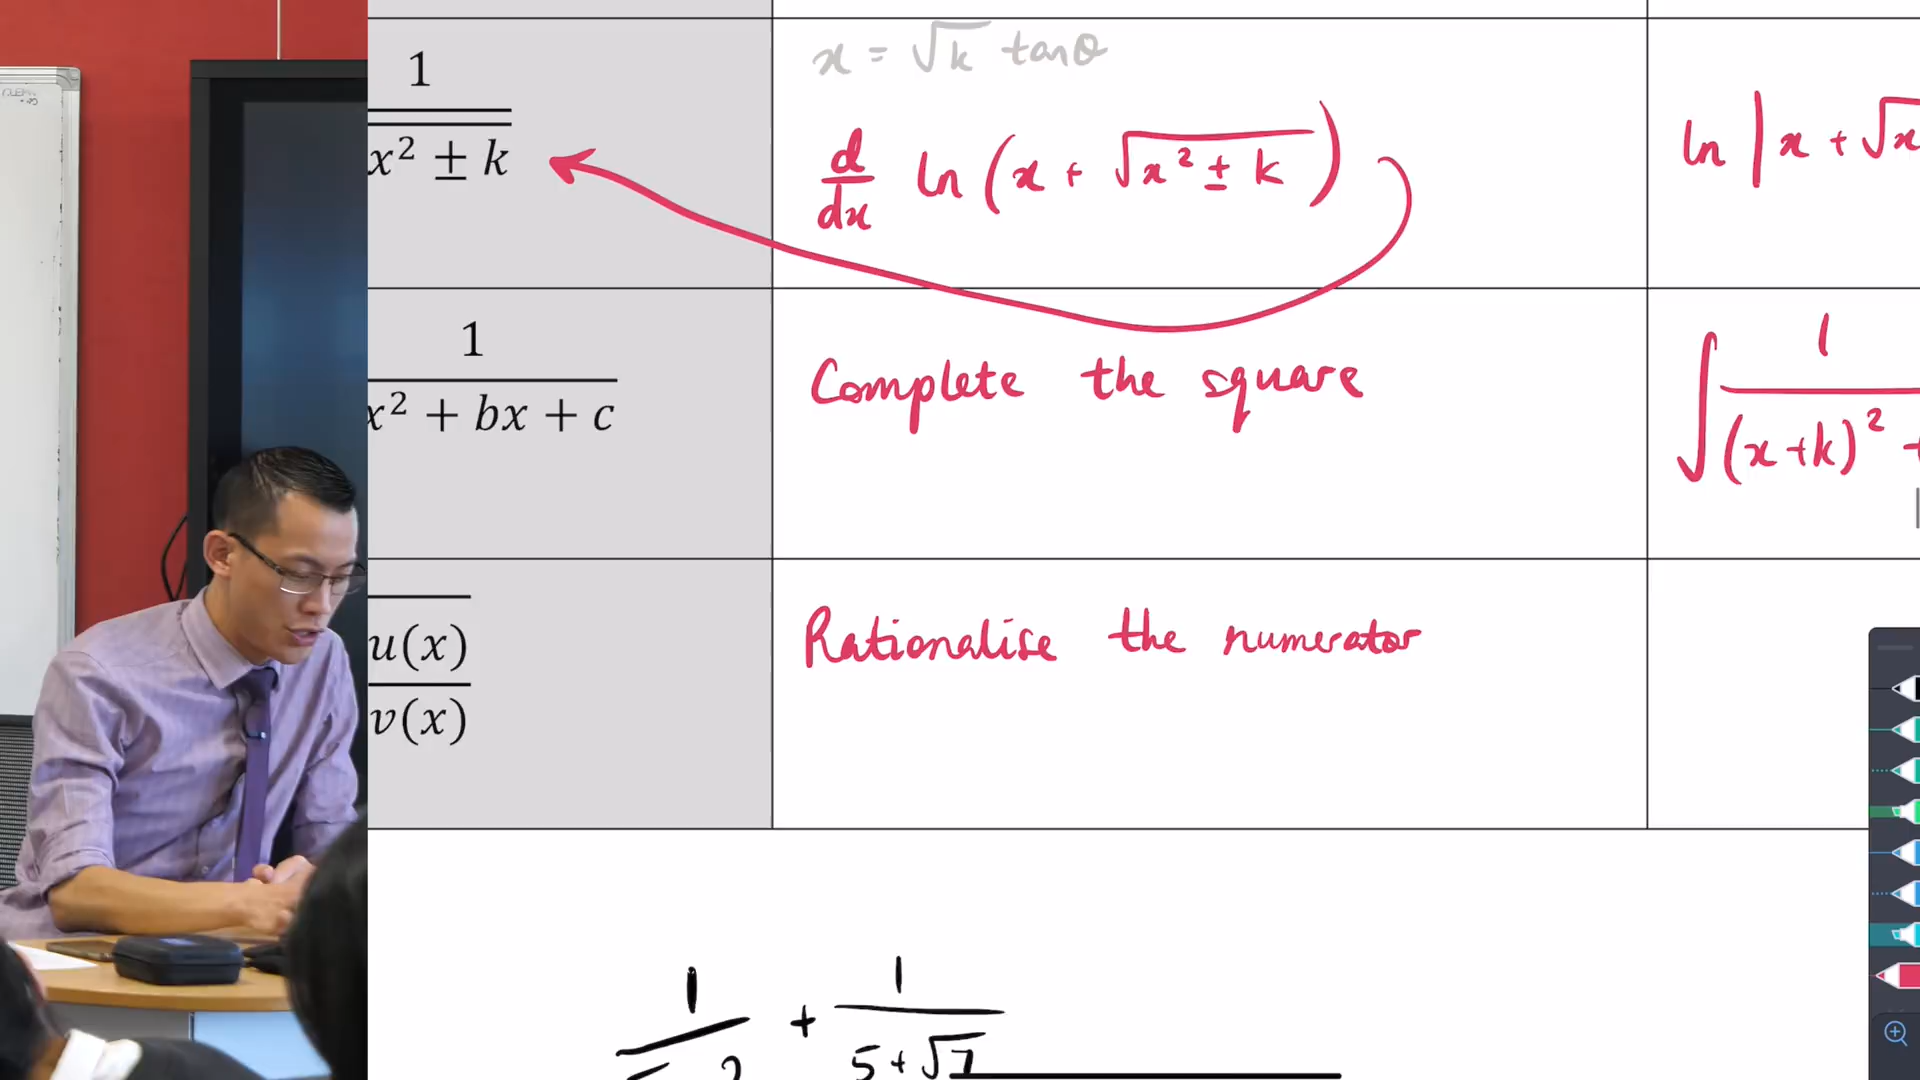 1
x² ± k
x = √k tanθ
d/dx ln(x + √(x² ± k))
ln |x + √x
1
x² + bx + c
Complete the square
∫ 1
(x+k)² +
u(x)
v(x)
Rationalise the numerator
1 + 1
5+√7